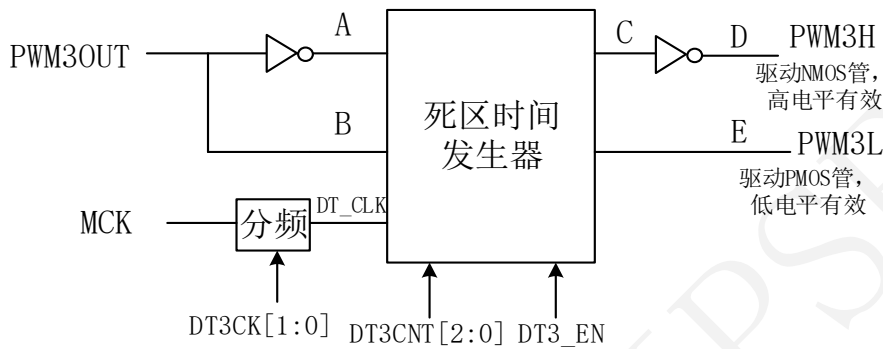 PWM3OUT
A
B
C
D
E
PWM3H
驱动NMOS管,
高电平有效
死区时间
发生器
PWM3L
驱动PMOS管,
低电平有效
MCK
分频
DT_CLK
DT3CK[1:0]
DT3CNT[2:0]
DT3_EN